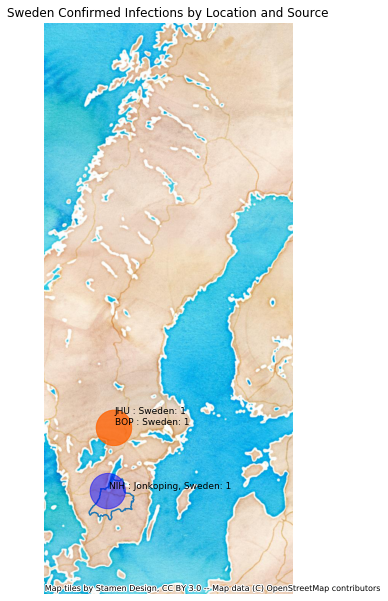 Sweden Confirmed Infections by Location and Source
JHU : Sweden: 1
BOP : Sweden: 1
NIH : Jonkoping, Sweden: 1
Map tiles by Stamen Design, CC BY 3.0 -- Map data (C) OpenStreetMap contributors